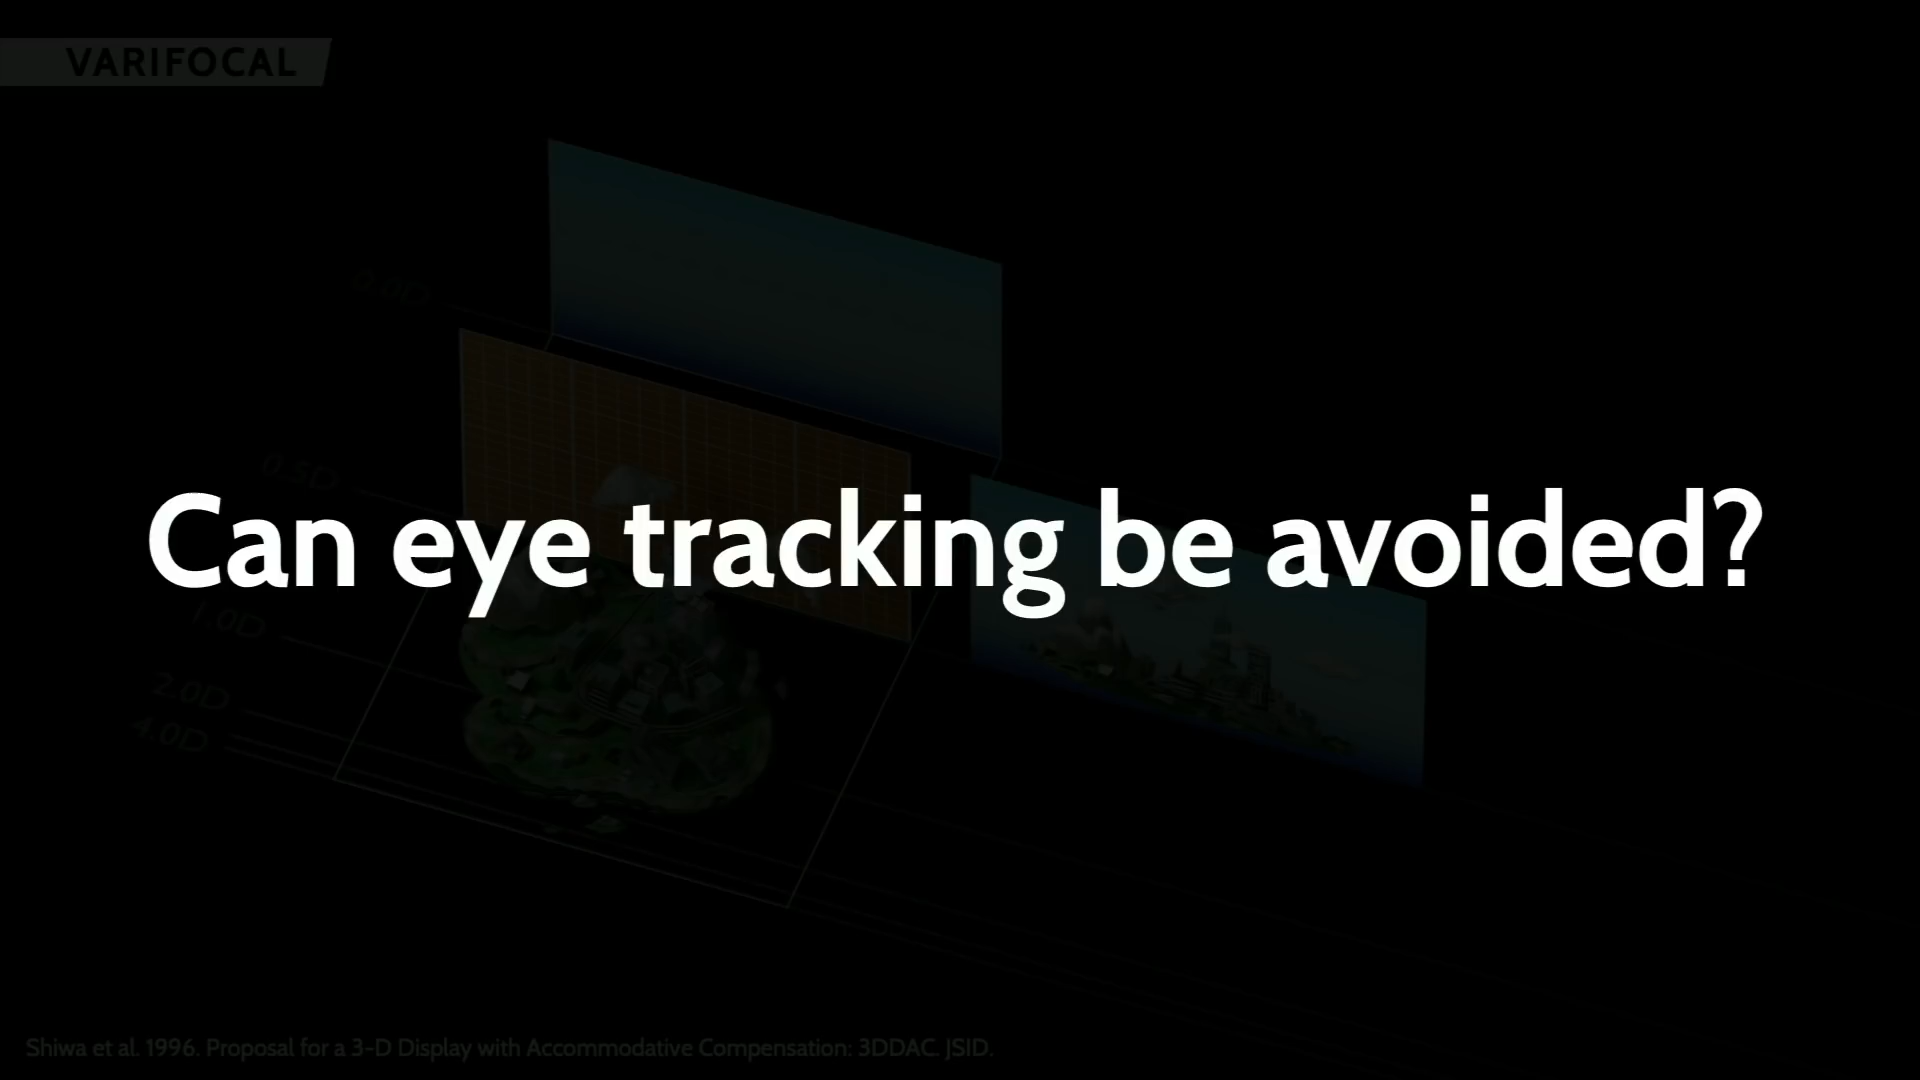 VARIFOCAL
0.0D
0.5D
Can eye tracking be avoided?
1.0D
2.0D
4.0D
Shiwa et al. 1996. Proposal for a 3-D Display with Accommodative Compensation: 3DDAC. JSID.